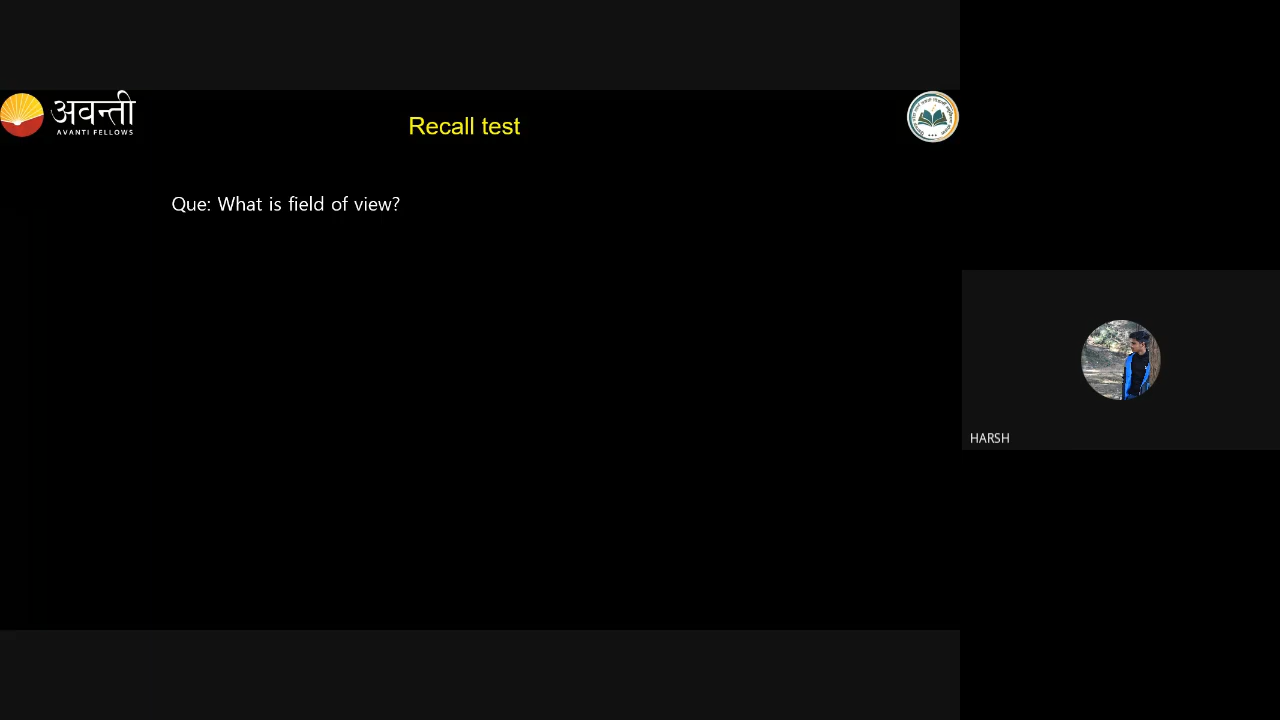 अवन्ती
AVANTI FELLOWS
Recall test
Que: What is field of view?
HARSH